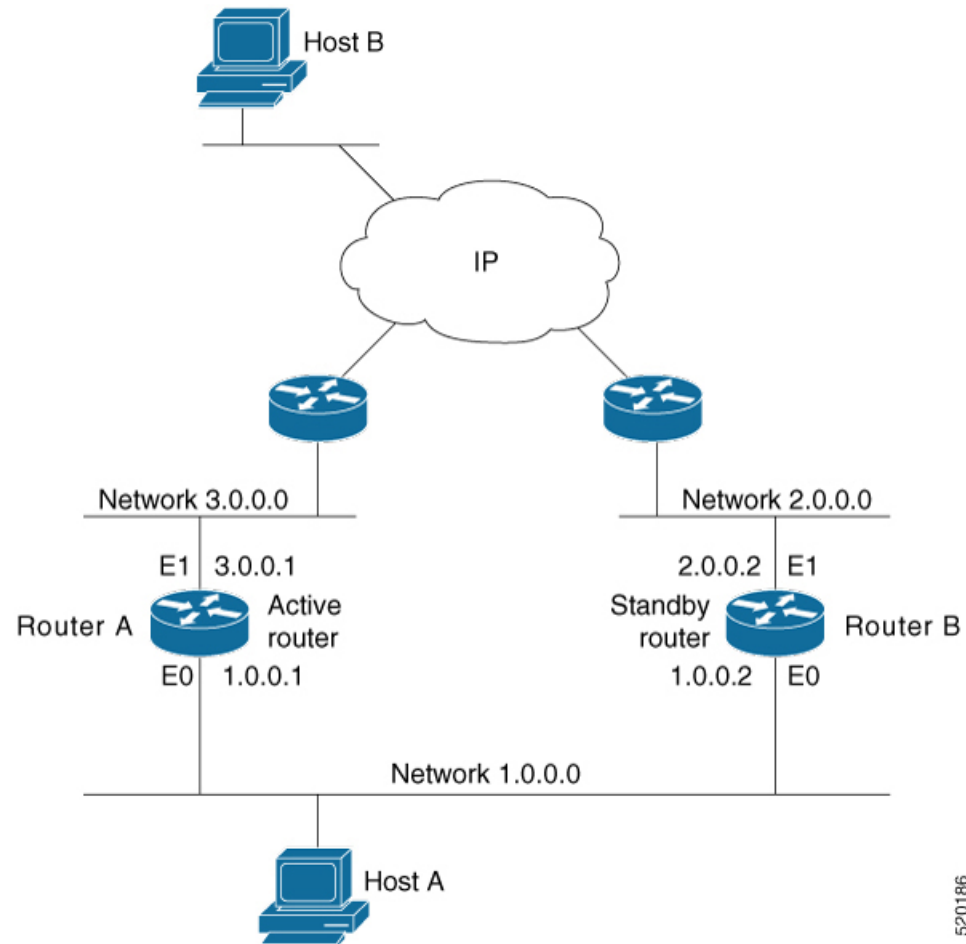 Host B
IP
Network 3.0.0.0
Network 2.0.0.0
E1 3.0.0.1
2.0.0.2 E1
Router A
Active
router
Standby
router
Router B
E0 1.0.0.1
1.0.0.2 E0
Network 1.0.0.0
Host A
520186